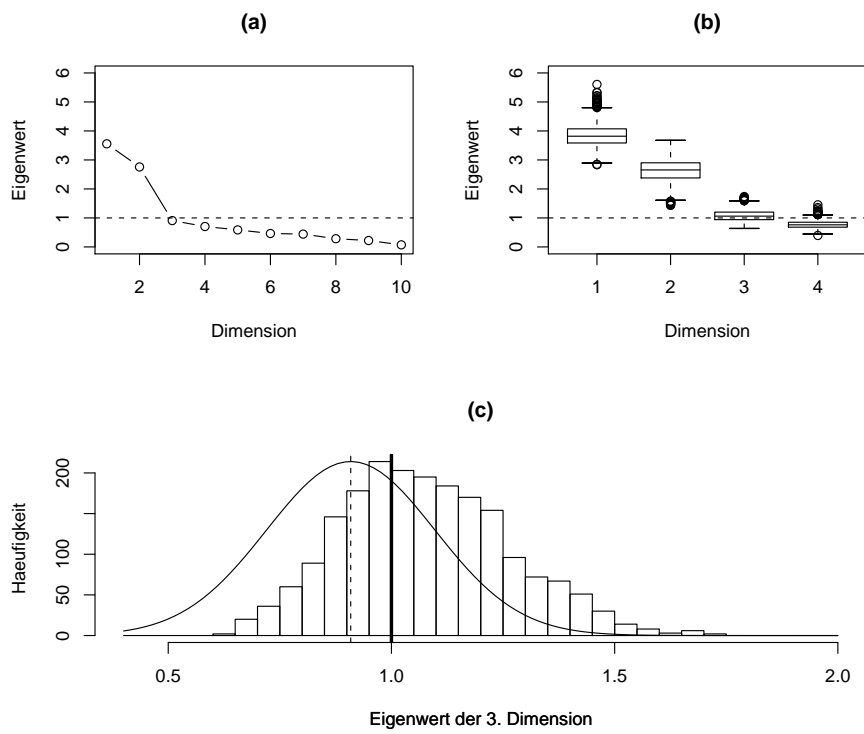 (a)
Eigenwert
6
5
4
3
2
1
0
2 4 6 8 10
Dimension
(b)
Eigenwert
6
5
4
3
2
1
0
1 2 3 4
Dimension
(c)
Haeufigkeit
200
100
50
0
0.5 1.0 1.5 2.0
Eigenwert der 3. Dimension